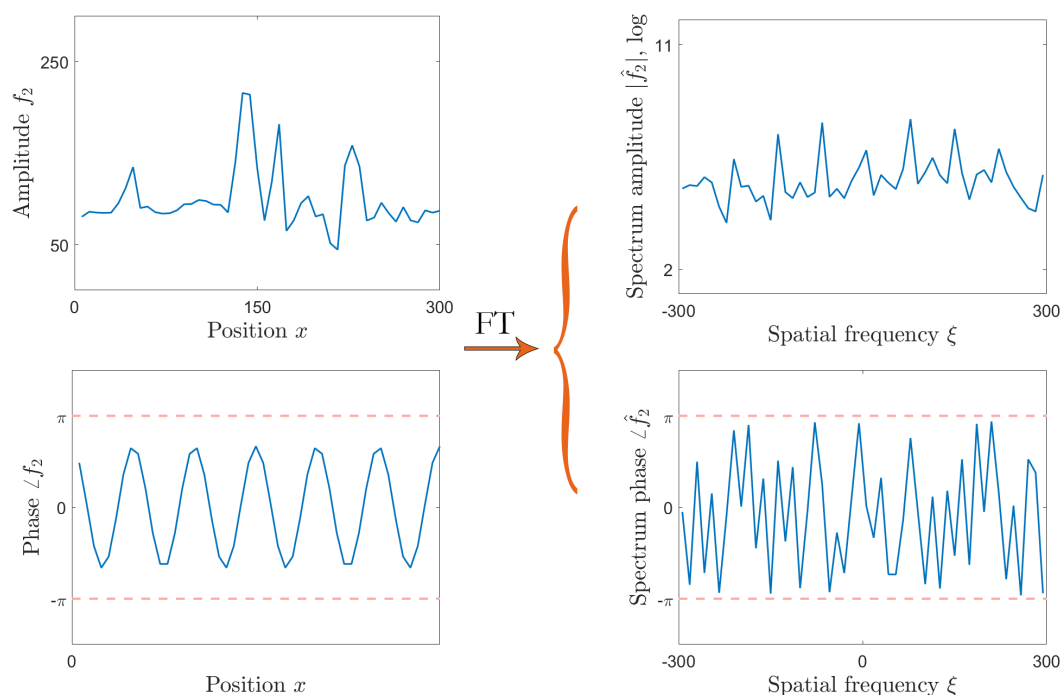 Amplitude f₂
250
50
0
150
300
Position x
Spectrum amplitude |f̂₂|, log
11
2
-300
300
Spatial frequency ξ
FT
Phase ∠f₂
π
0
-π
0
Position x
Spectrum phase ∠f̂₂
π
0
-π
-300
0
300
Spatial frequency ξ